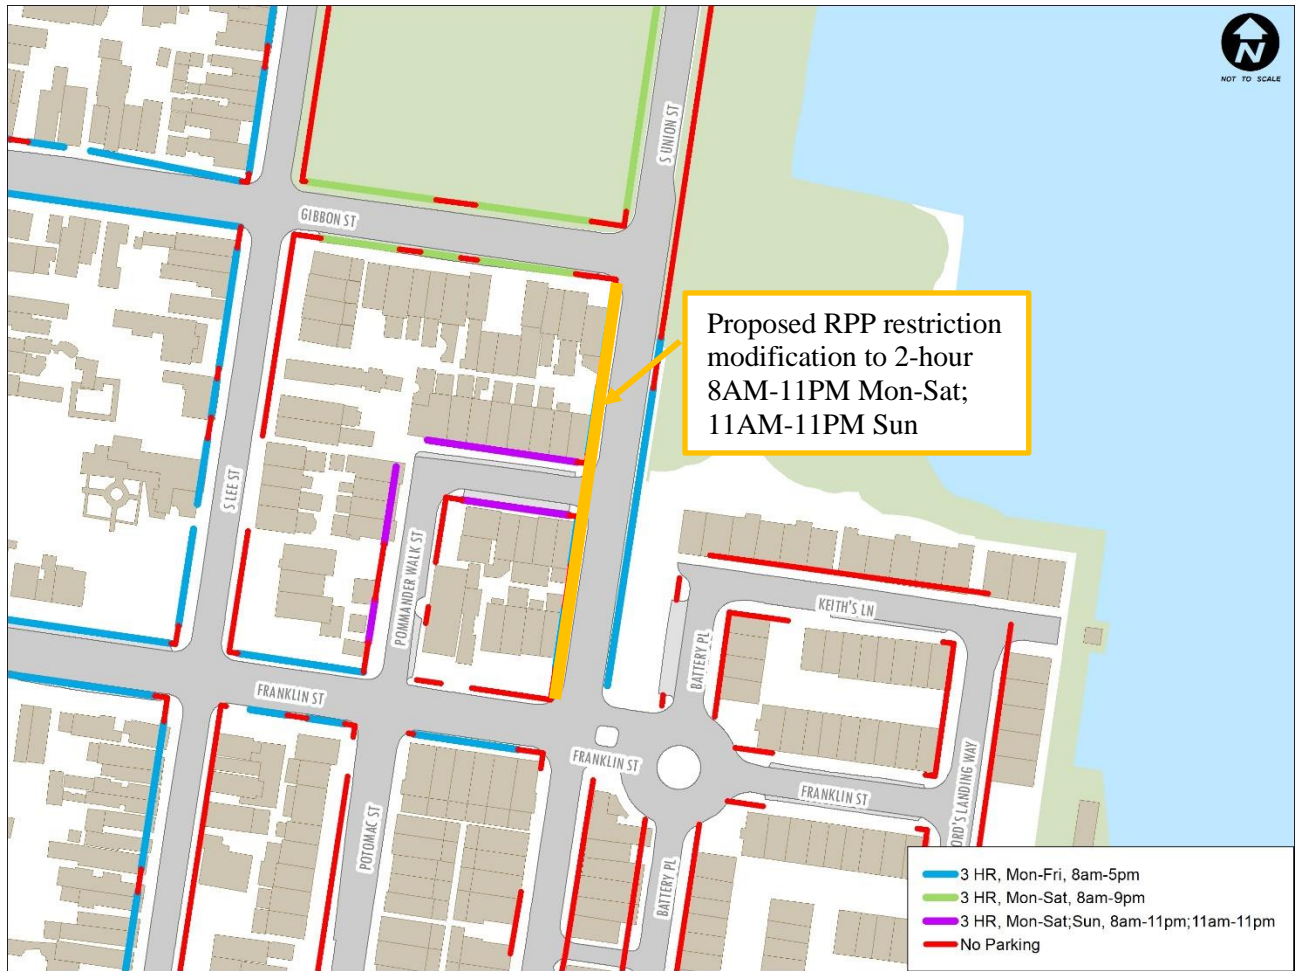 N
NOT TO SCALE
S UNION ST
GIBBON ST
Proposed RPP restriction
modification to 2-hour
8AM-11PM Mon-Sat;
11AM-11PM Sun
S LEE ST
POMMANDER WALK ST
KEITH'S LN
BATTERY PL
FRANKLIN ST
FRANKLIN ST
FRANKLIN ST
POTOMAC ST
ORD'S LANDING WAY
BATTERY PL
3 HR, Mon-Fri, 8am-5pm
3 HR, Mon-Sat, 8am-9pm
3 HR, Mon-Sat;Sun, 8am-11pm;11am-11pm
No Parking